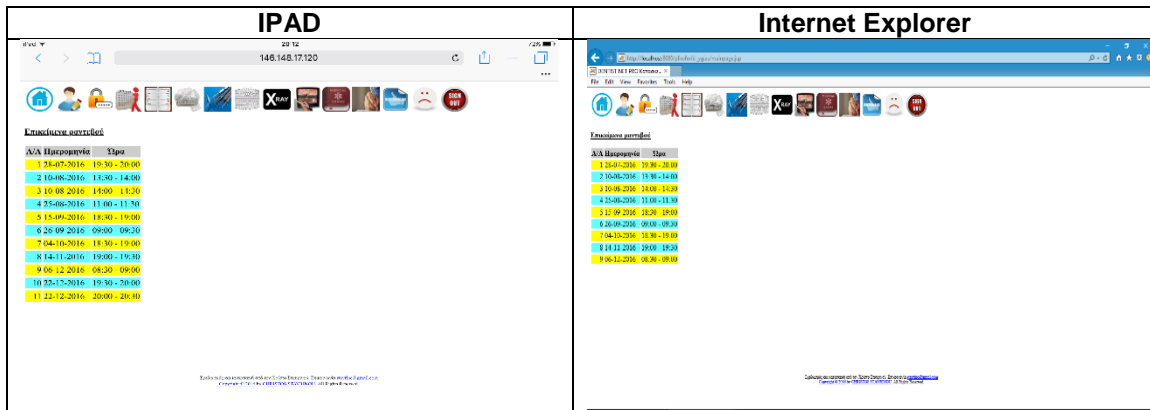 IPAD
Internet Explorer
iPad
20:12
72%
146.148.17.120
X RAY
SIGN OUT
Επικείμενα ραντεβού
Α/Α Ημερομηνία Ώρα
1 28-07-2016 19:30 - 20:00
2 10-08-2016 13:30 - 14:00
3 10-08-2016 14:00 - 14:30
4 25-08-2016 11:00 - 11:30
5 15-09-2016 18:30 - 19:00
6 26-09-2016 09:00 - 09:30
7 04-10-2016 18:30 - 19:00
8 14-11-2016 19:00 - 19:30
9 06-12-2016 08:30 - 09:00
10 22-12-2016 19:30 - 20:00
11 22-12-2016 20:00 - 20:30
File Edit View Favorites Tools Help
X RAY
SIGN OUT
Επικείμενα ραντεβού
Α/Α Ημερομηνία Ώρα
1 28-07-2016 19:30 - 20:00
2 10-08-2016 13:30 - 14:00
3 10-08-2016 14:00 - 14:30
4 25-08-2016 11:00 - 11:30
5 15-09-2016 18:30 - 19:00
6 26-09-2016 09:00 - 09:30
7 04-10-2016 18:30 - 19:00
8 14-11-2016 19:00 - 19:30
9 06-12-2016 08:30 - 09:00